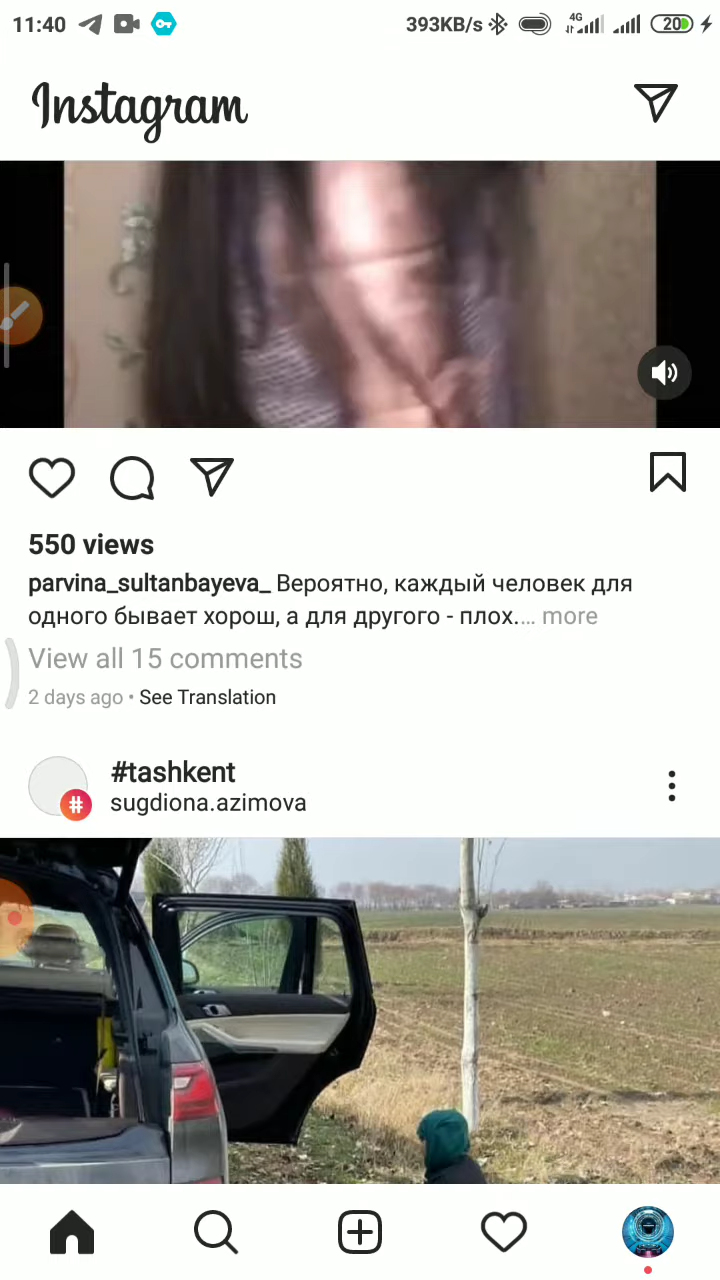 11:40 393KB/s 4G 20
Instagram
550 views
parvina_sultanbayeva_ Вероятно, каждый человек для
одного бывает хорош, а для другого - плох.... more
View all 15 comments
2 days ago • See Translation
#tashkent
sugdiona.azimova